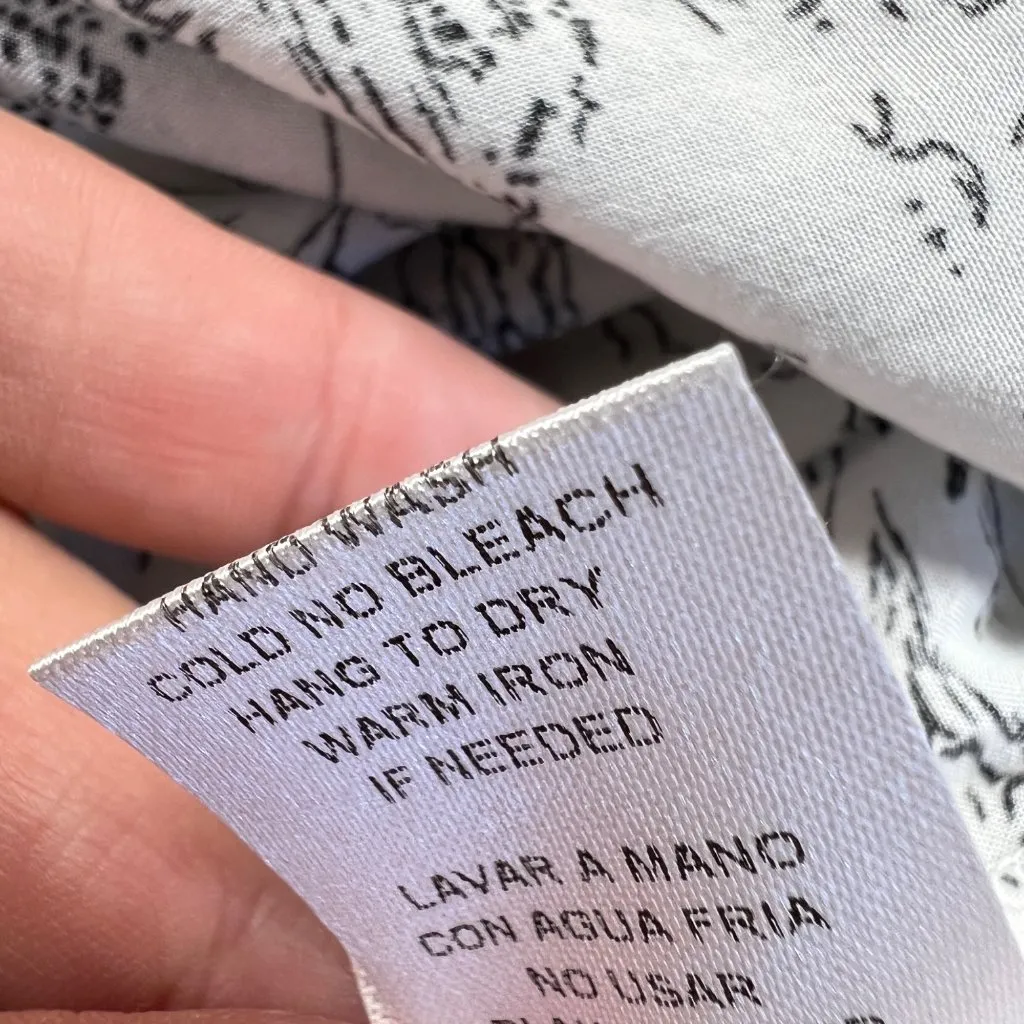 HAND WASH
COLD NO BLEACH
HANG TO DRY
WARM IRON
IF NEEDED
LAVAR A MANO
CON AGUA FRIA
NO USAR